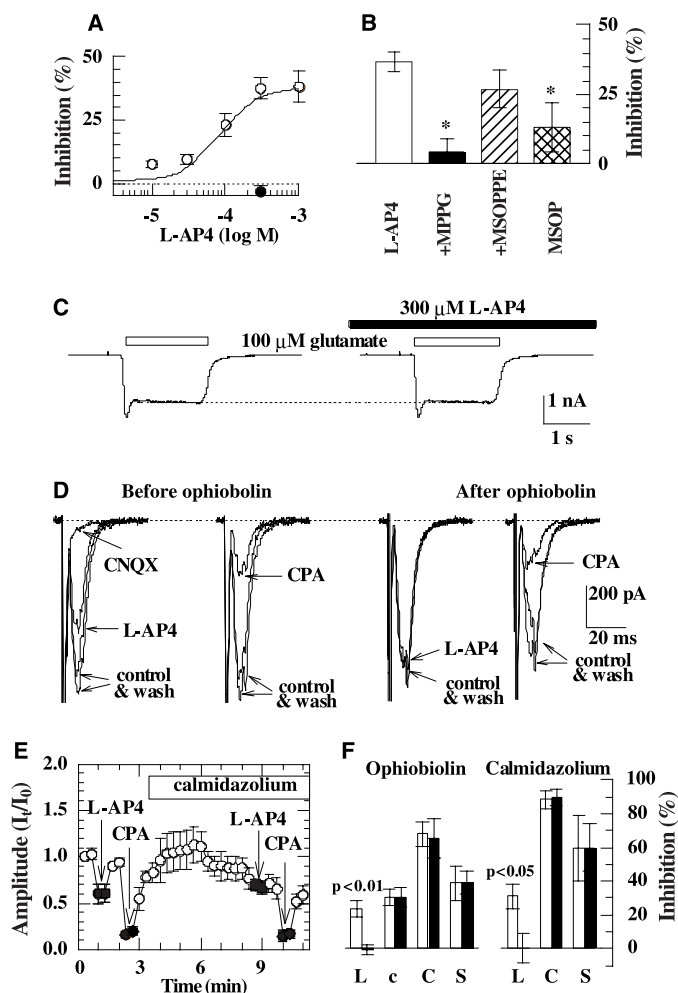 A
Inhibition (%)
50
25
0
-5
-4
-3
L-AP4 (log M)
B
50
25
0
Inhibition (%)
*
*
L-AP4
+MPPG
+MSOPPE
MSOP
C
300 μM L-AP4
100 μM glutamate
1 nA
1 s
D
Before ophiobolin
After ophiobolin
CNQX
L-AP4
control
& wash
CPA
control
& wash
L-AP4
control
& wash
CPA
200 pA
20 ms
control
& wash
E
Amplitude (It/I0)
2.0
1.5
1.0
0.5
0.0
calmidazolium
L-AP4
CPA
L-AP4
CPA
0
3
6
9
Time (min)
F
Ophiobiolin
Calmidazolium
p<0.01
p<0.05
100
80
60
40
20
0
Inhibition (%)
L
c
C
S
L
C
S